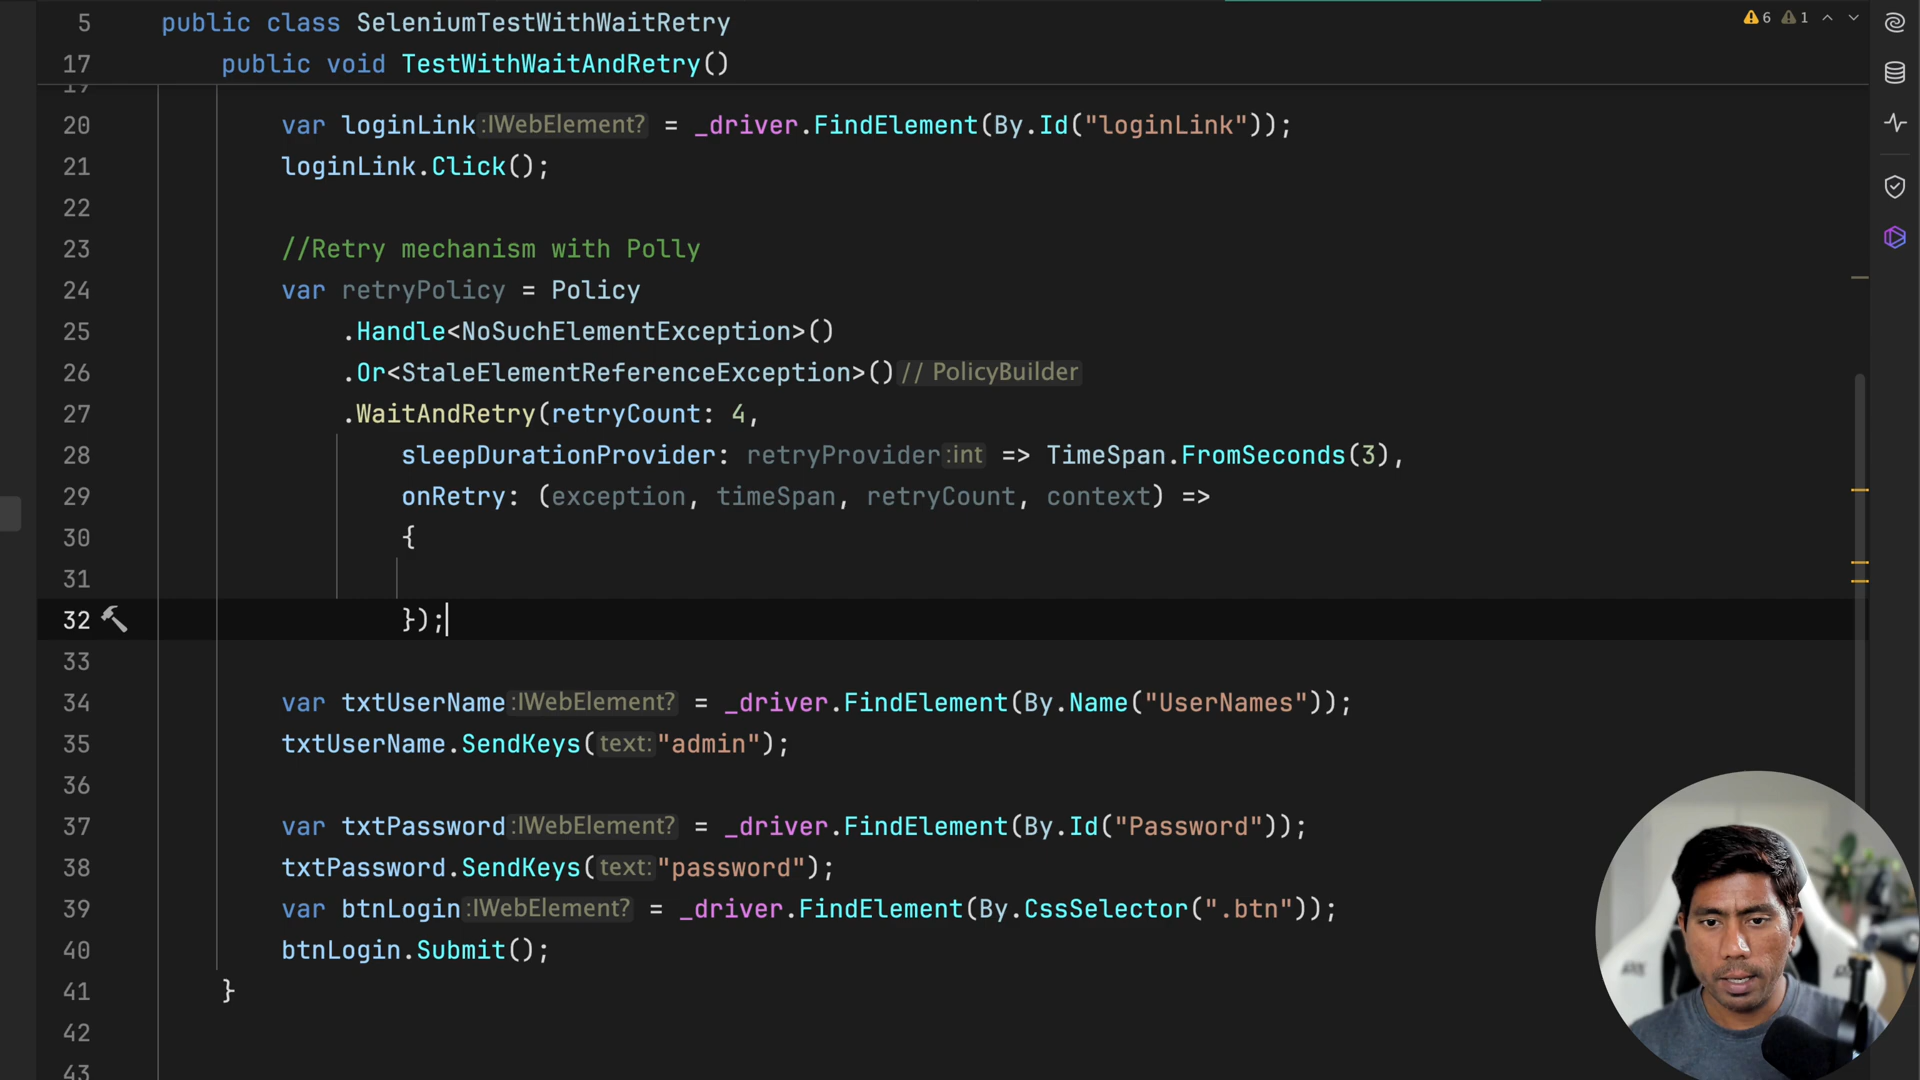 5 public class SeleniumTestWithWaitRetry 6 1
17 public void TestWithWaitAndRetry()
19
20 var loginLink :IWebElement? = _driver.FindElement(By.Id("loginLink"));
21 loginLink.Click();
22
23 //Retry mechanism with Polly
24 var retryPolicy = Policy
25 .Handle<NoSuchElementException>()
26 .Or<StaleElementReferenceException>() // PolicyBuilder
27 .WaitAndRetry(retryCount: 4,
28 sleepDurationProvider: retryProvider :int => TimeSpan.FromSeconds(3),
29 onRetry: (exception, timeSpan, retryCount, context) =>
30 {
31
32 });
33
34 var txtUserName :IWebElement? = _driver.FindElement(By.Name("UserNames"));
35 txtUserName.SendKeys( text: "admin");
36
37 var txtPassword :IWebElement? = _driver.FindElement(By.Id("Password"));
38 txtPassword.SendKeys( text: "password");
39 var btnLogin :IWebElement? = _driver.FindElement(By.CssSelector(".btn"));
40 btnLogin.Submit();
41 }
42
43